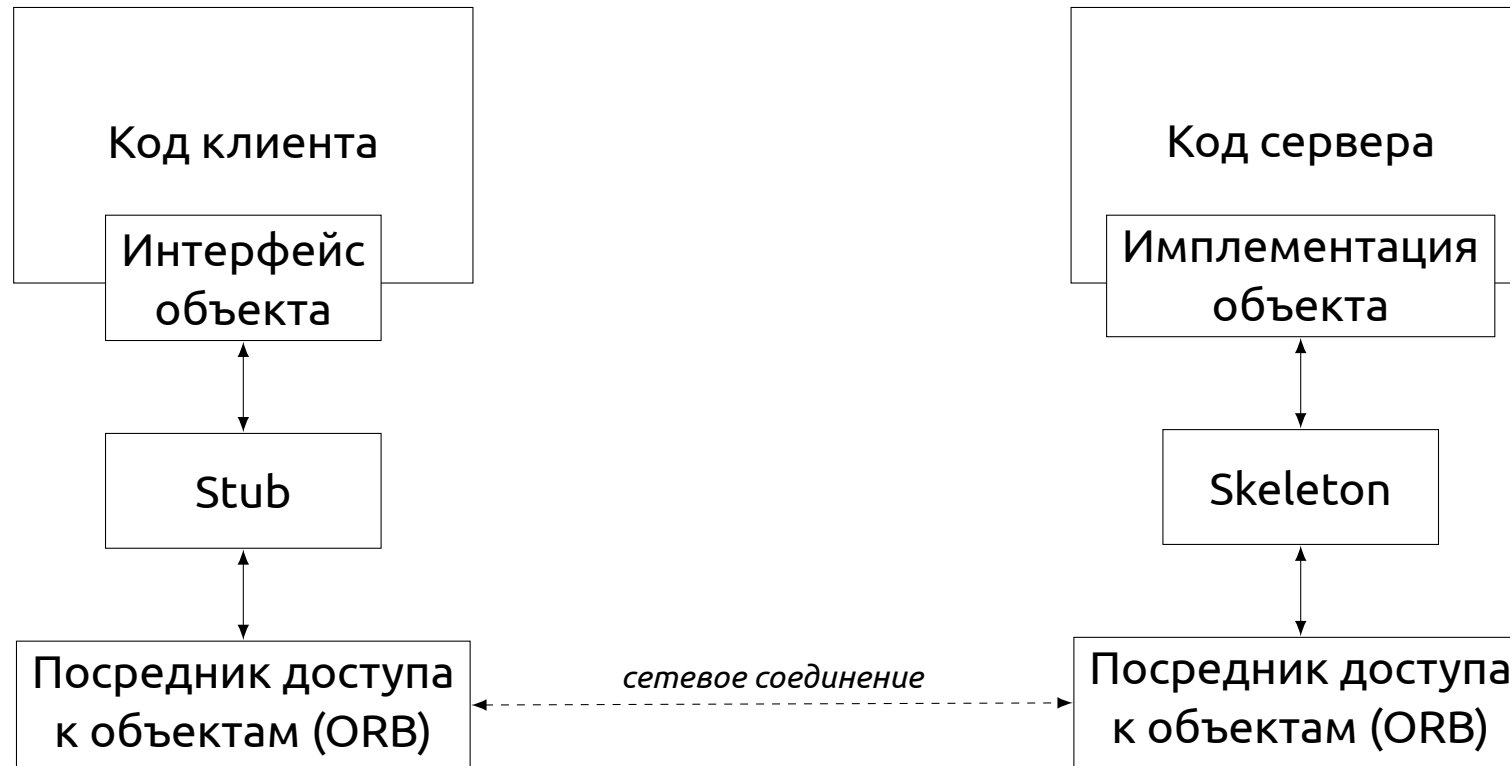 Код клиента
Интерфейс
объекта
Stub
Посредник доступа
к объектам (ORB)
сетевое соединение
Код сервера
Имплементация
объекта
Skeleton
Посредник доступа
к объектам (ORB)